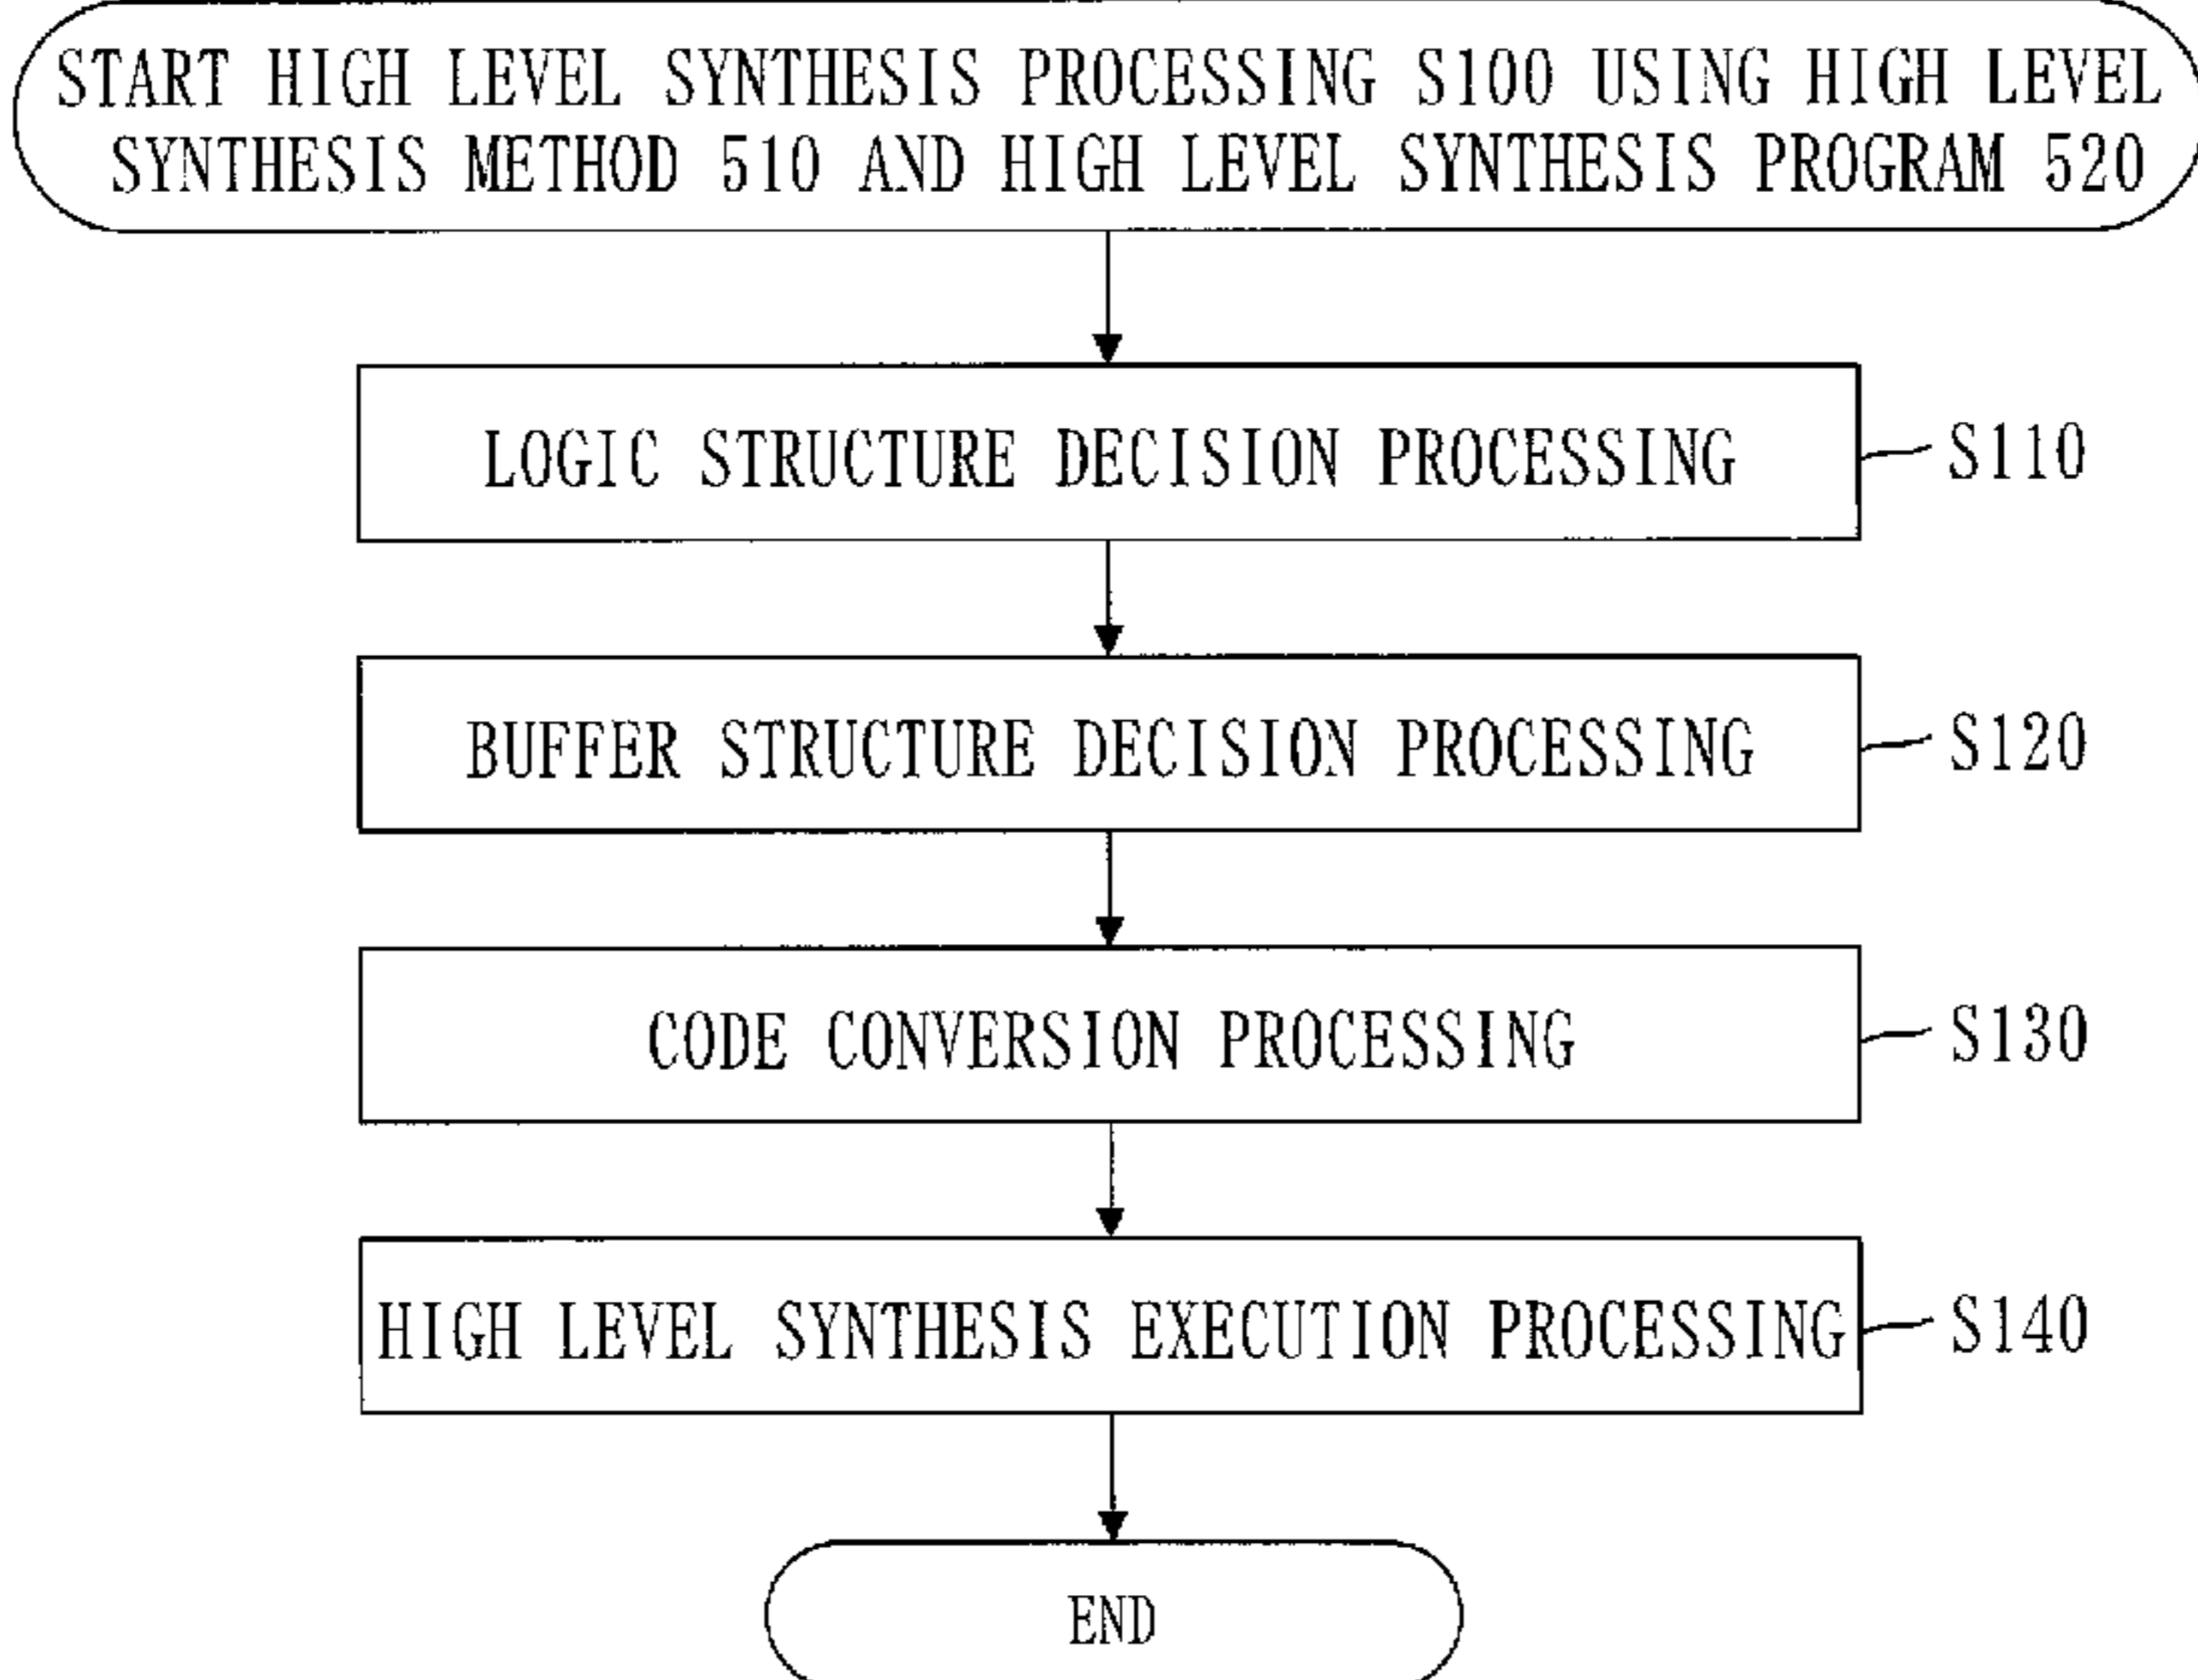 START HIGH LEVEL SYNTHESIS PROCESSING S100 USING HIGH LEVEL
SYNTHESIS METHOD 510 AND HIGH LEVEL SYNTHESIS PROGRAM 520
LOGIC STRUCTURE DECISION PROCESSING
S110
BUFFER STRUCTURE DECISION PROCESSING
S120
CODE CONVERSION PROCESSING
S130
HIGH LEVEL SYNTHESIS EXECUTION PROCESSING
S140
END